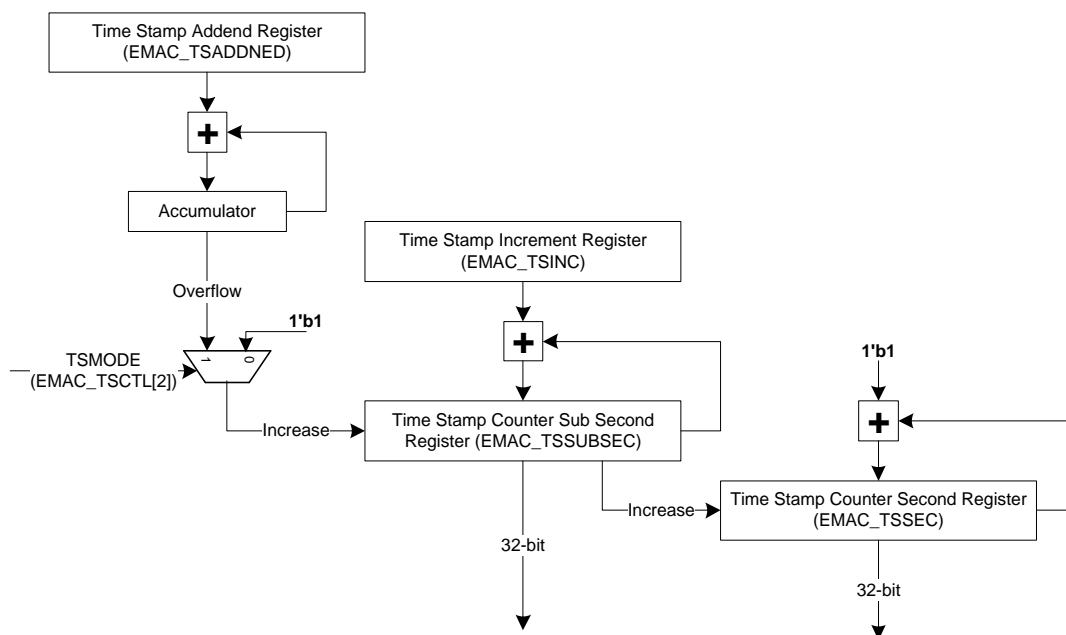 Time Stamp Addend Register
(EMAC_TSADDNED)
+
Accumulator
Time Stamp Increment Register
(EMAC_TSINC)
Overflow
1'b1
+
1
0
TSMODE
(EMAC_TSCTL[2])
1'b1
Increase
Time Stamp Counter Sub Second
Register (EMAC_TSSUBSEC)
+
Increase
Time Stamp Counter Second Register
(EMAC_TSSEC)
32-bit
32-bit